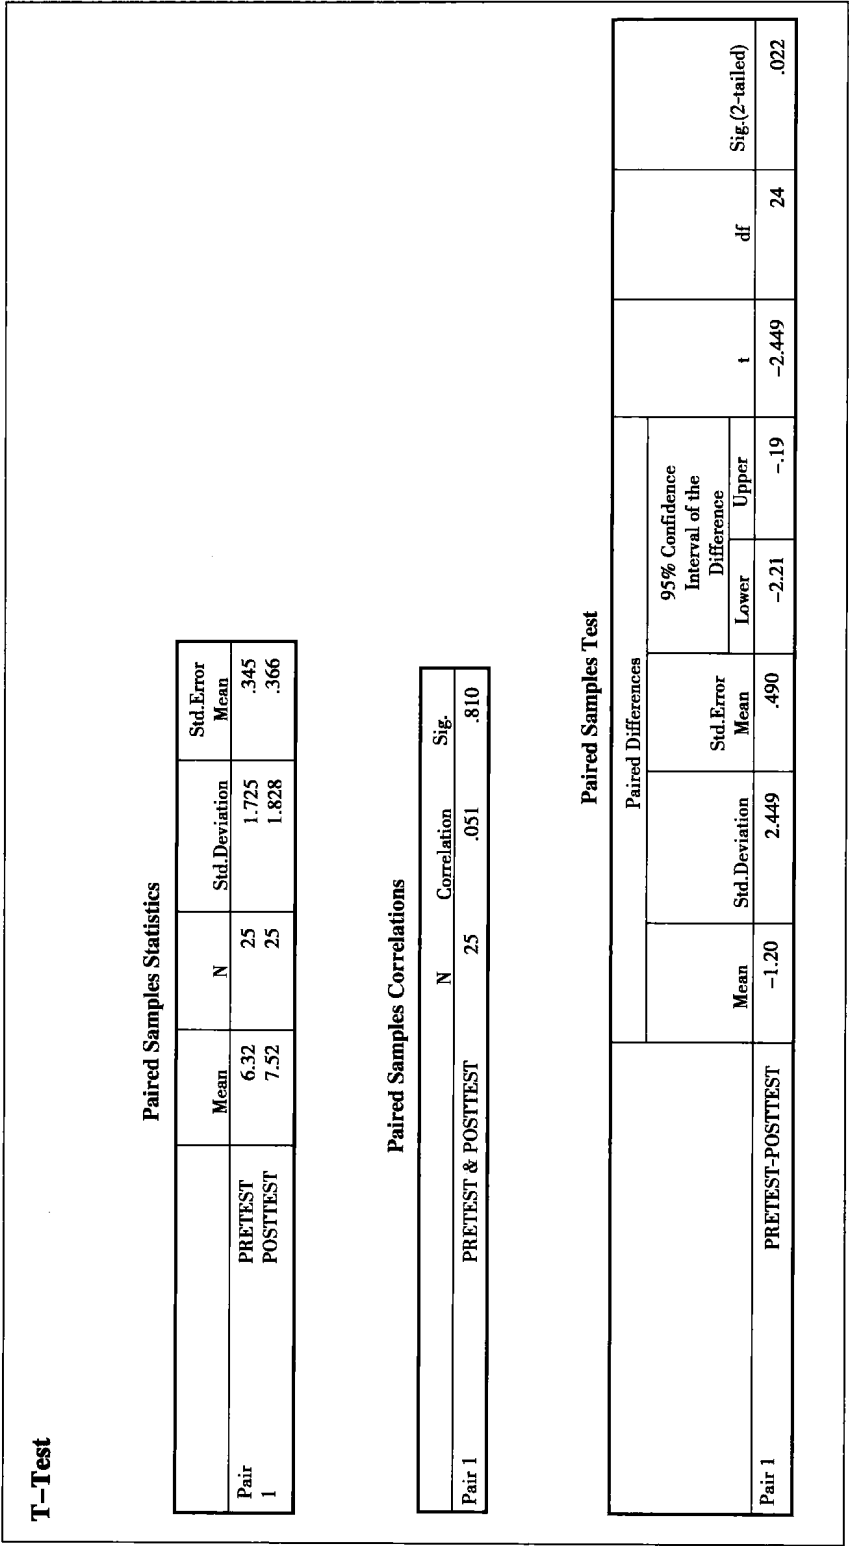 T–Test
Paired Samples Statistics
Mean N Std.Deviation Std.Error Mean
Pair 1 PRETEST 6.32 25 1.725 .345
POSTTEST 7.52 25 1.828 .366
Paired Samples Correlations
N Correlation Sig.
Pair 1 PRETEST & POSTTEST 25 .051 .810
Paired Samples Test
Paired Differences
95% Confidence Interval of the Difference
Mean Std.Deviation Std.Error Mean Lower Upper t df Sig.(2-tailed)
Pair 1 PRETEST-POSTTEST −1.20 2.449 .490 −2.21 −.19 −2.449 24 .022